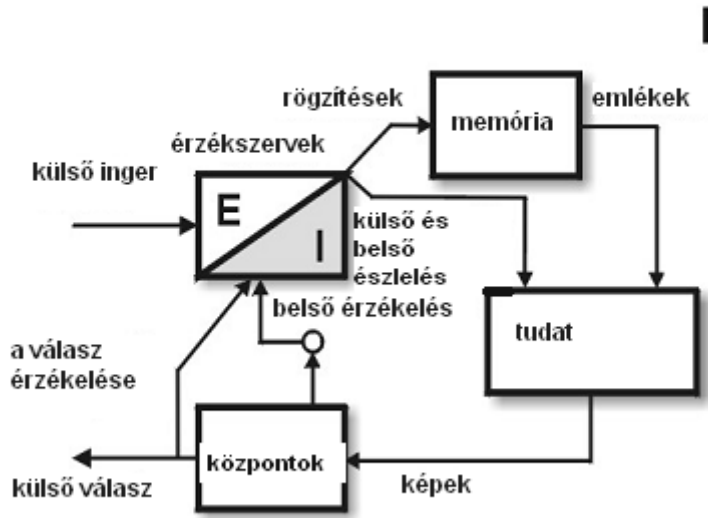 rögzítések
memória
emlékek
érzékszervek
külső inger
E
I
külső és
belső
észlelés
belső érzékelés
tudat
a válasz
érzékelése
központok
külső válasz
képek